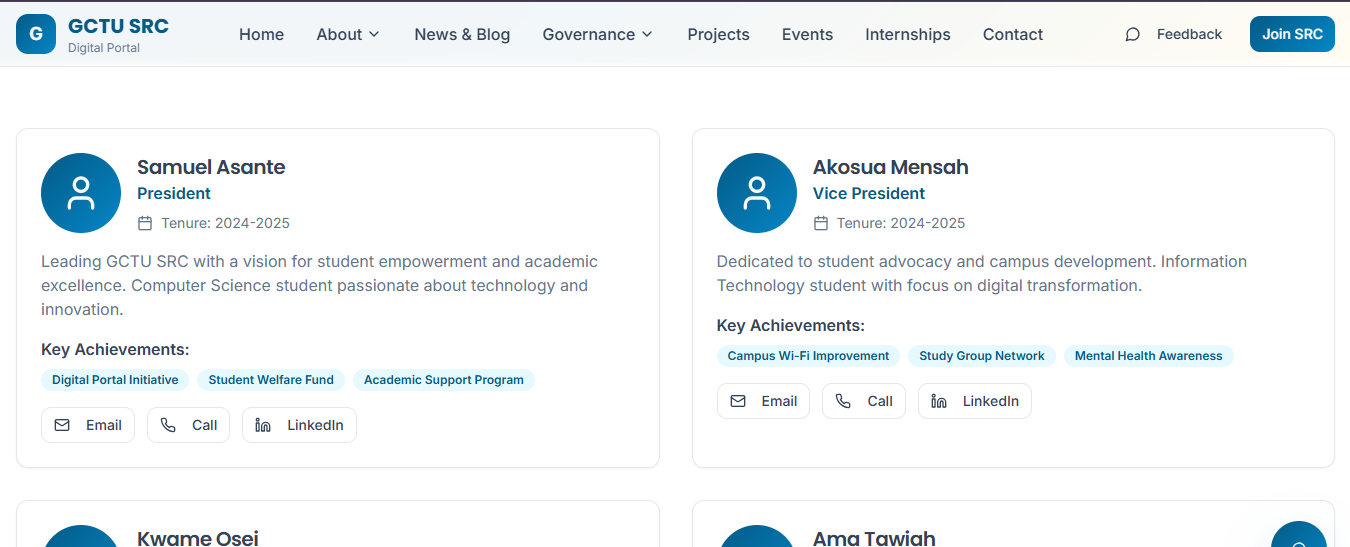 G
GCTU SRC
Digital Portal
Home
About
News & Blog
Governance
Projects
Events
Internships
Contact
Feedback
Join SRC
Samuel Asante
President
Tenure: 2024-2025
Leading GCTU SRC with a vision for student empowerment and academic
excellence. Computer Science student passionate about technology and
innovation.
Key Achievements:
Digital Portal Initiative
Student Welfare Fund
Academic Support Program
Email
Call
LinkedIn
Akosua Mensah
Vice President
Tenure: 2024-2025
Dedicated to student advocacy and campus development. Information
Technology student with focus on digital transformation.
Key Achievements:
Campus Wi-Fi Improvement
Study Group Network
Mental Health Awareness
Email
Call
LinkedIn
Kwame Osei
Ama Tawiah